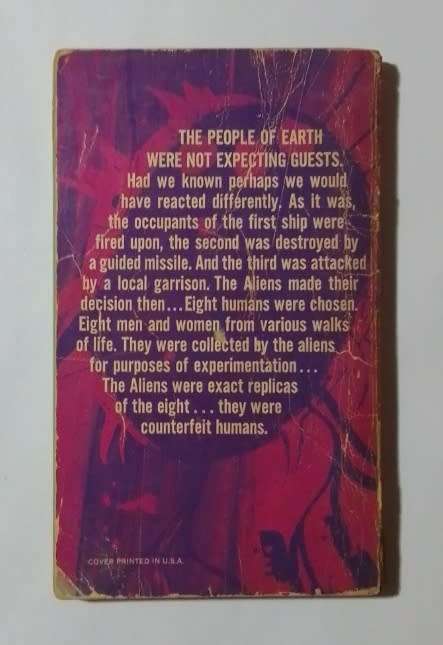 THE PEOPLE OF EARTH
WERE NOT EXPECTING GUESTS.
Had we known perhaps we would
have reacted differently. As it was,
the occupants of the first ship were
fired upon, the second was destroyed by
a guided missile. And the third was attacked
by a local garrison. The Aliens made their
decision then...Eight humans were chosen.
Eight men and women from various walks
of life. They were collected by the aliens
for purposes of experimentation...
The Aliens were exact replicas
of the eight...they were
counterfeit humans.
COVER PRINTED IN U.S.A.